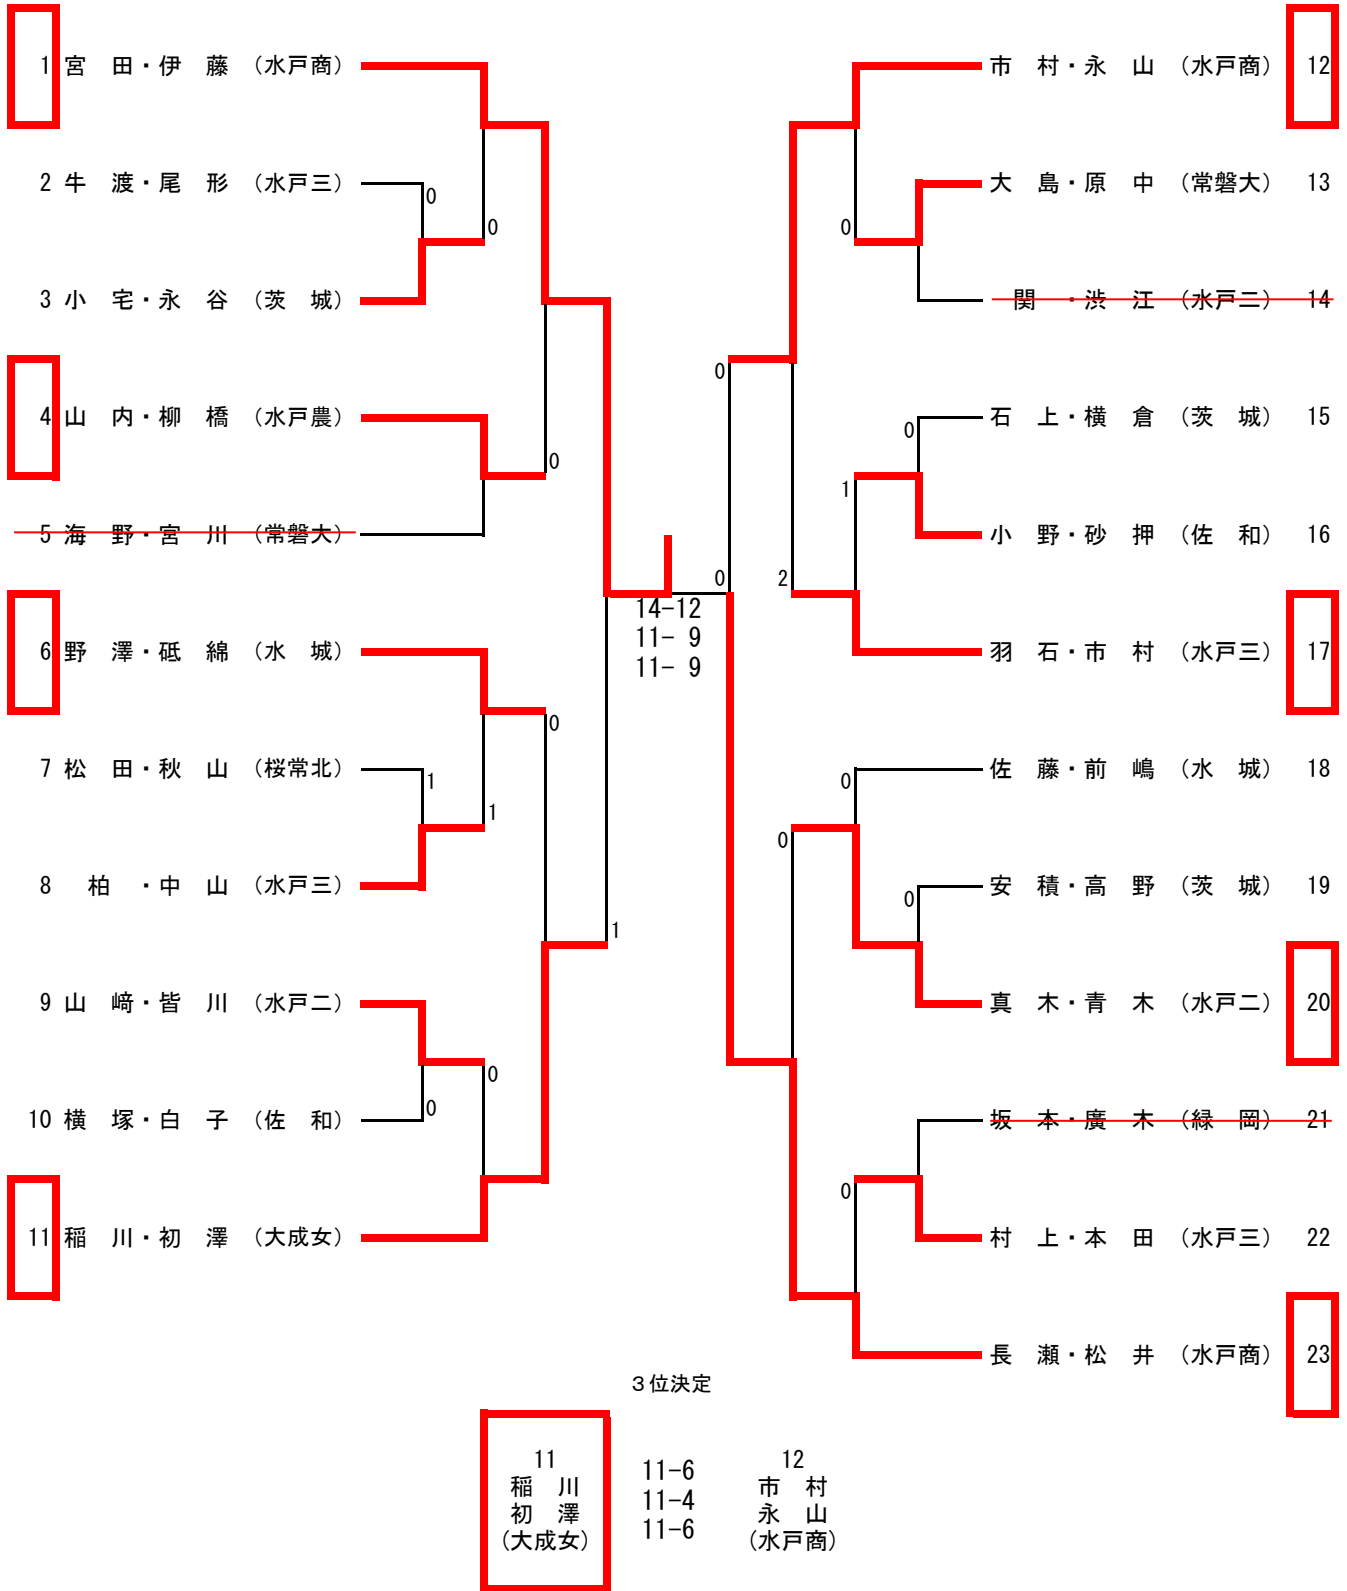 1 宮 田・伊 藤 (水戸商)
2 牛 渡・尾 形 (水戸三)
0
0
3 小 宅・永 谷 (茨 城)
4 山 内・柳 橋 (水戸農)
0
5 海 野・宮 川 (常磐大)
6 野 澤・砥 綿 (水 城)
0
7 松 田・秋 山 (桜常北)
1
1
8 柏 ・中 山 (水戸三)
1
9 山 﨑・皆 川 (水戸二)
0
0
10 横 塚・白 子 (佐 和)
11 稲 川・初 澤 (大成女)
14-12
11- 9
11- 9
市 村・永 山 (水戸商) 12
大 島・原 中 (常磐大) 13
0
関 ・渋 江 (水戸二) 14
0
石 上・横 倉 (茨 城) 15
0
1
小 野・砂 押 (佐 和) 16
0
2
羽 石・市 村 (水戸三) 17
佐 藤・前 嶋 (水 城) 18
0
0
安 積・高 野 (茨 城) 19
0
真 木・青 木 (水戸二) 20
坂 本・廣 木 (緑 岡) 21
0
村 上・本 田 (水戸三) 22
長 瀬・松 井 (水戸商) 23
3位決定
11
稲 川
初 澤
(大成女)
11-6
11-4
11-6
12
市 村
永 山
(水戸商)